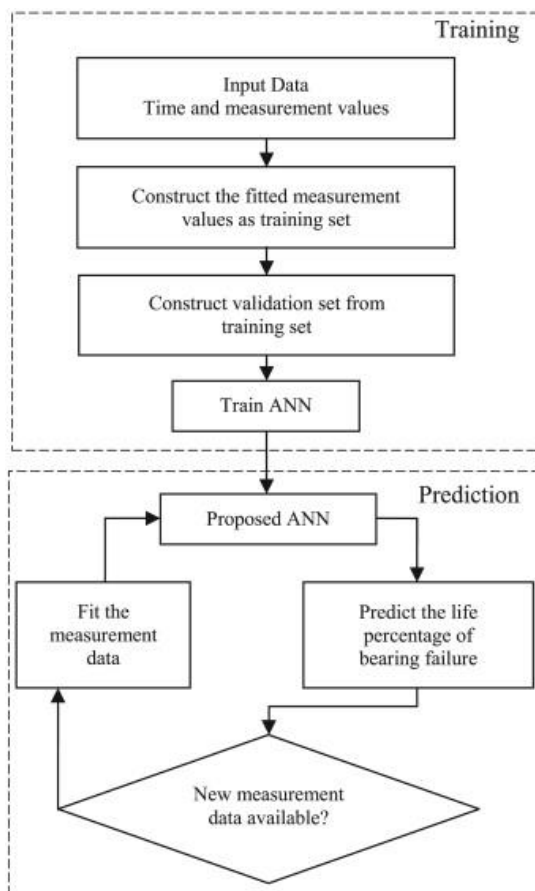 Training
Input Data
Time and measurement values
Construct the fitted measurement
values as training set
Construct validation set from
training set
Train ANN
Prediction
Proposed ANN
Fit the
measurement
data
Predict the life
percentage of
bearing failure
New measurement
data available?